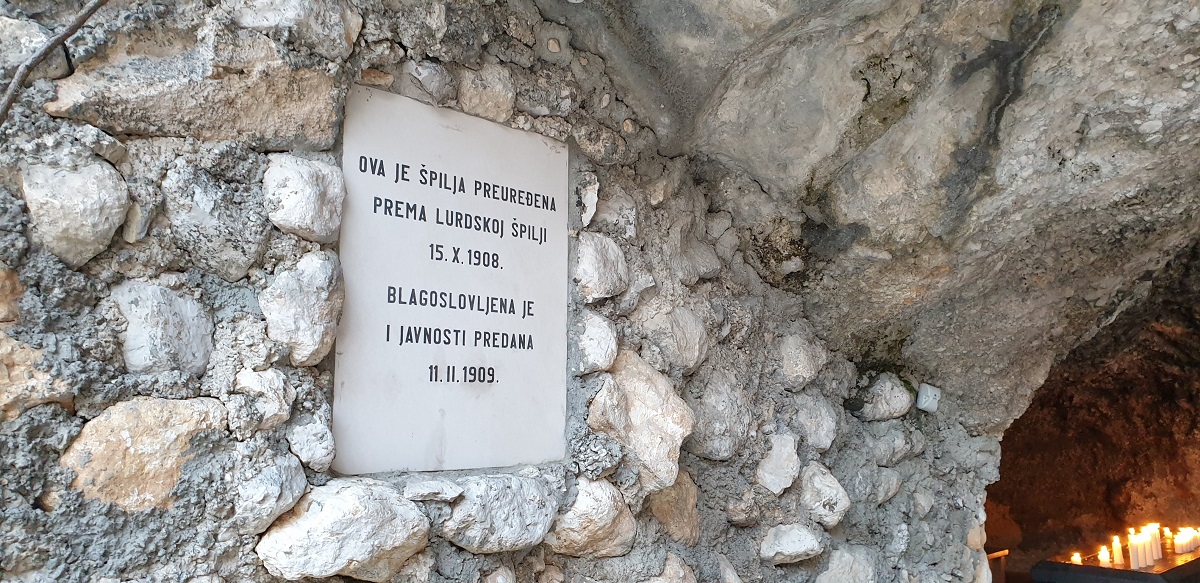 OVA JE ŠPILJA PREUREĐENA
PREMA LURDSKOJ ŠPILJI
15. X. 1908.
BLAGOSLOVLJENA JE
I JAVNOSTI PREDANA
11. II. 1909.